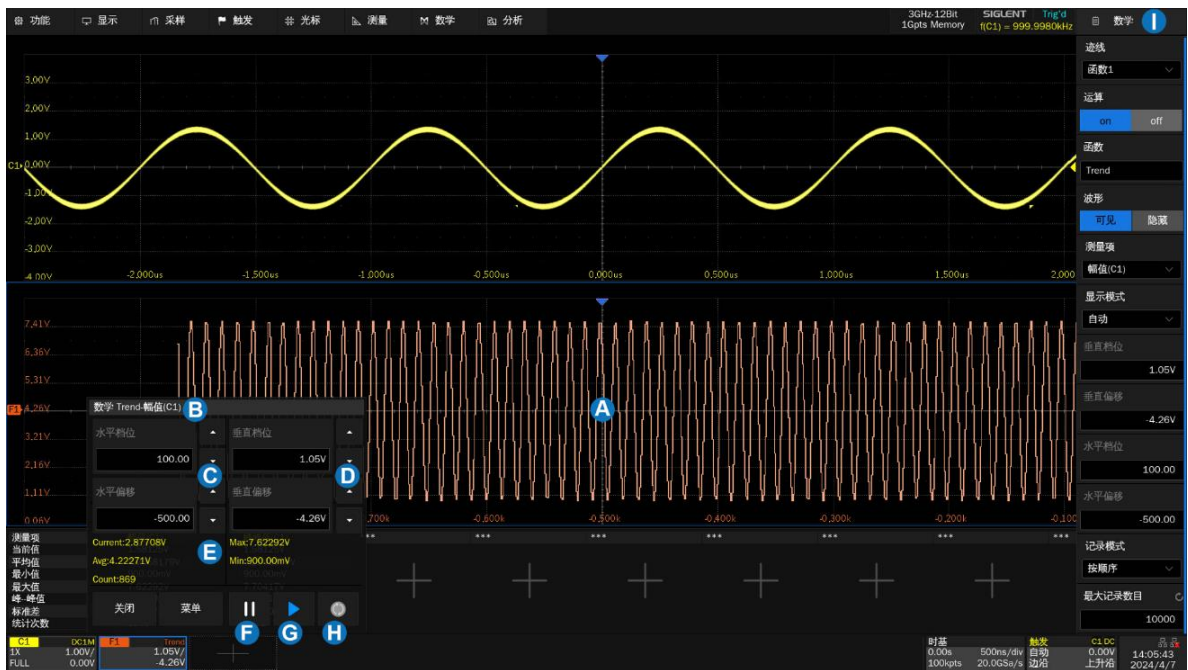 功能 显示 采样 触发 光标 测量 数学 分析
3GHz-12Bit SIGLENT Trig'd
1Gpts Memory f(C1) = 999.9980kHz
数学 I
迹线
函数1
运算
on off
函数
Trend
波形
可见 隐藏
测量项
幅值(C1)
显示模式
自动
垂直档位
1.05V
垂直偏移
-4.26V
水平档位
100.00
水平偏移
-500.00
记录模式
按顺序
最大记录数目
10000
3.00V
2.00V
1.00V
C1 0.00V
-1.00V
-2.00V
-3.00V
-4.00V
-2.000us -1.500us -1.000us -0.500us 0.000us 0.500us 1.000us 1.500us 2.000
7.41V
6.36V
5.31V
F1 4.26V
3.21V
2.16V
1.11V
0.06V
.700k -0.600k -0.500k -0.400k -0.300k -0.200k -0.100
A
数学 Trend-幅值(C1) B
水平档位 垂直档位
100.00 C 1.05V D
水平偏移 垂直偏移
-500.00 -4.26V
Current:2.87708V Max:7.62292V
E
Avg:4.22271V Min:900.00mV
Count:869
关闭 菜单
F G H
测量项
当前值
平均值
最小值
最大值
峰-峰值
标准差
统计次数
C1 DC1M
1X 1.00V/
FULL 0.00V
F1 Trend
1.05V/
-4.26V
时基
0.00s 500ns/div
100kpts 20.0GSa/s
触发 C1 DC
自动 0.00V
边沿 上升沿
14:05:43
2024/4/7